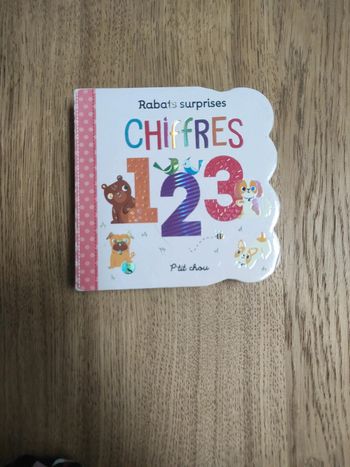 Rabats surprises
CHiffRES
123
P'tit chou